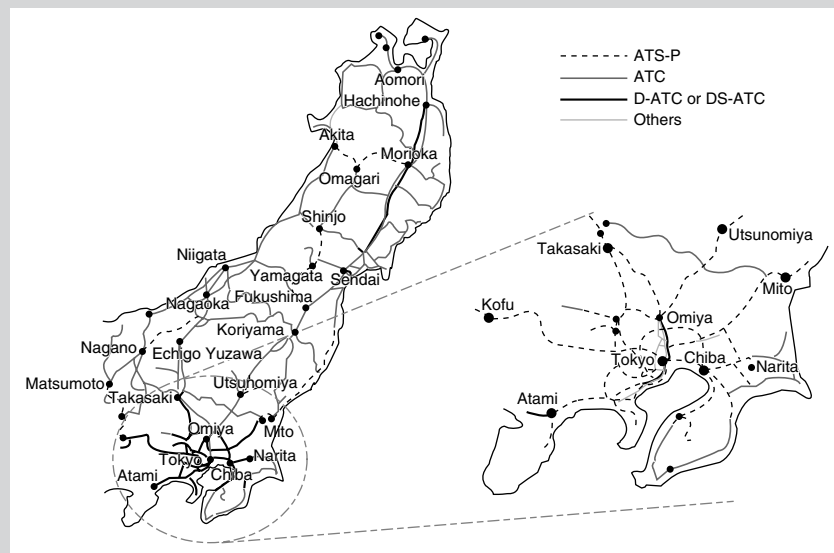 ATS-P
ATC
D-ATC or DS-ATC
Others
Aomori
Hachinohe
Akita
Morioka
Omagari
Shinjo
Niigata
Yamagata
Sendai
Nagaoka
Fukushima
Koriyama
Nagano
Echigo Yuzawa
Matsumoto
Utsunomiya
Takasaki
Omiya
Mito
Tokyo
Narita
Atami
Chiba
Utsunomiya
Takasaki
Mito
Kofu
Omiya
Tokyo
Chiba
Narita
Atami